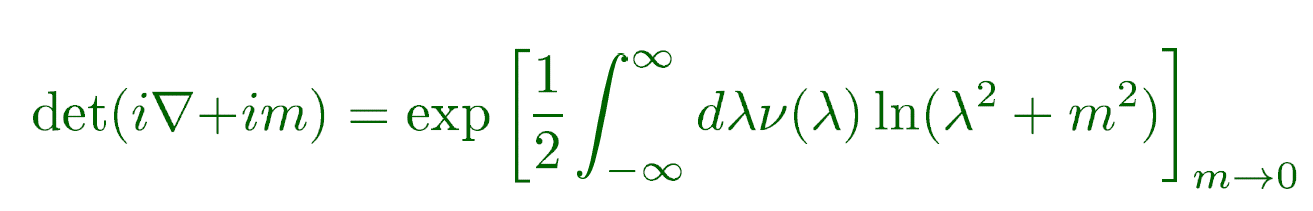 det(i∇+im) = exp [ 1/2 ∫_{-∞}^{∞} dλν(λ) ln(λ² + m²) ]_{m→0}